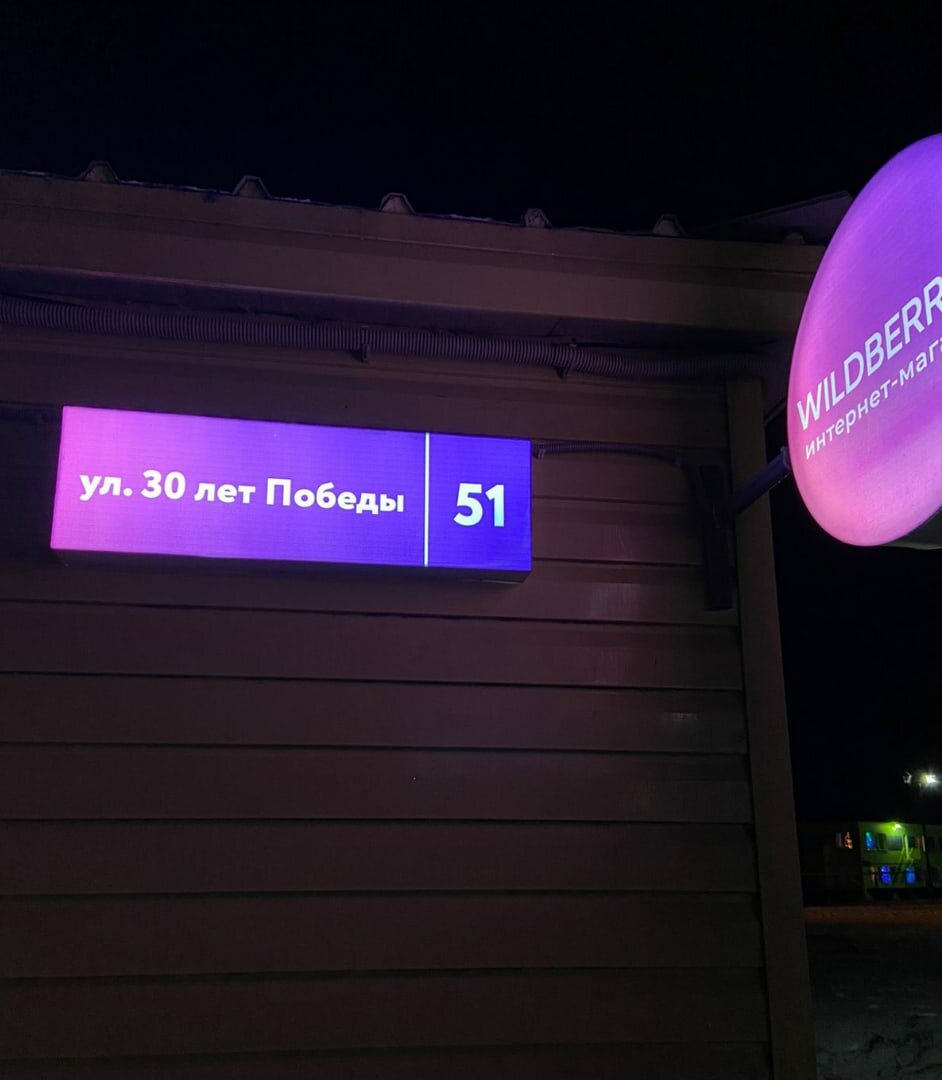 ул. 30 лет Победы 51
WILDBERR
интернет-мага